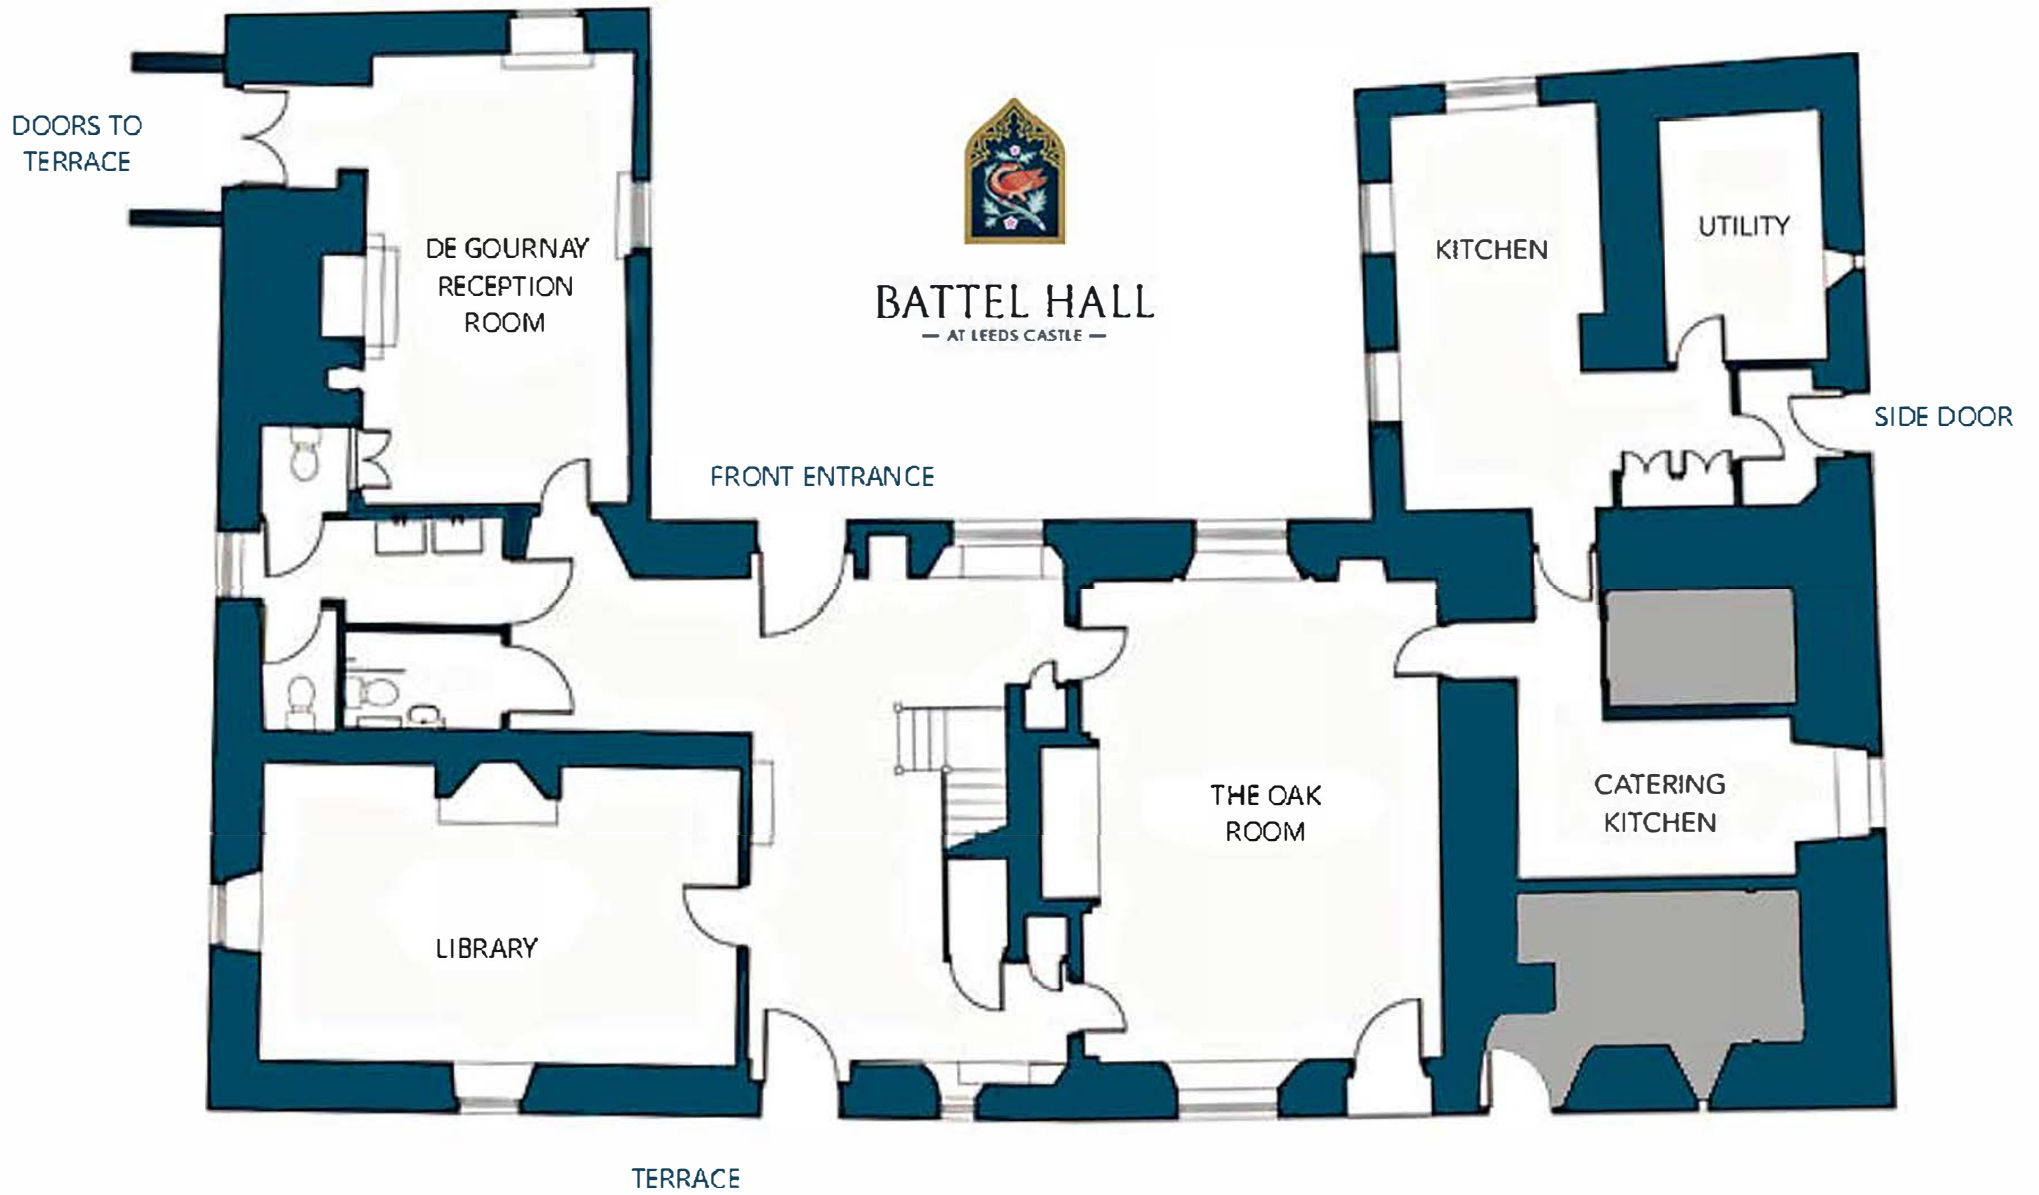 DOORS TO
TERRACE
DE GOURNAY
RECEPTION
ROOM
BATTEL HALL
— AT LEEDS CASTLE —
KITCHEN
UTILITY
SIDE DOOR
FRONT ENTRANCE
THE OAK
ROOM
CATERING
KITCHEN
LIBRARY
TERRACE